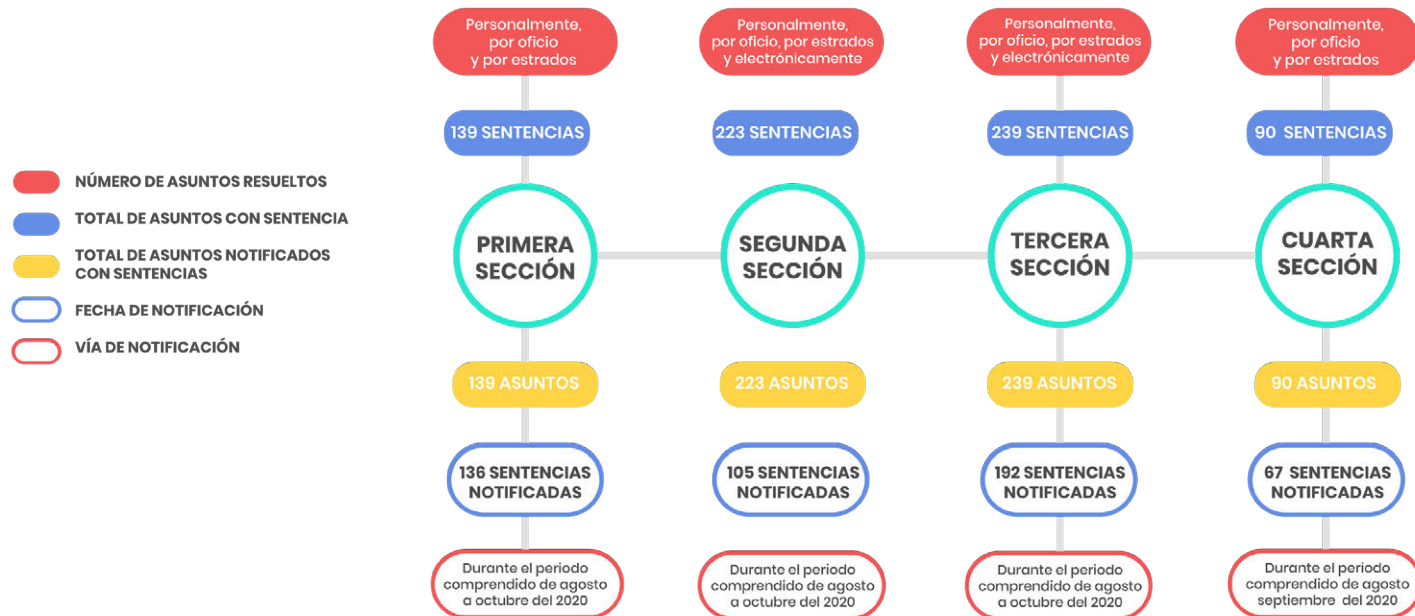 Personalmente,
por oficio
y por estrados
Personalmente,
por oficio, por estrados
y electrónicamente
Personalmente,
por oficio, por estrados
y electrónicamente
Personalmente,
por oficio
y por estrados
139 SENTENCIAS
223 SENTENCIAS
239 SENTENCIAS
90 SENTENCIAS
NÚMERO DE ASUNTOS RESUELTOS
TOTAL DE ASUNTOS CON SENTENCIA
TOTAL DE ASUNTOS NOTIFICADOS
CON SENTENCIAS
FECHA DE NOTIFICACIÓN
VÍA DE NOTIFICACIÓN
PRIMERA
SECCIÓN
SEGUNDA
SECCIÓN
TERCERA
SECCIÓN
CUARTA
SECCIÓN
139 ASUNTOS
223 ASUNTOS
239 ASUNTOS
90 ASUNTOS
136 SENTENCIAS
NOTIFICADAS
105 SENTENCIAS
NOTIFICADAS
192 SENTENCIAS
NOTIFICADAS
67 SENTENCIAS
NOTIFICADAS
Durante el periodo
comprendido de agosto
a octubre del 2020
Durante el periodo
comprendido de agosto
a octubre del 2020
Durante el periodo
comprendido de agosto
a octubre del 2020
Durante el periodo
comprendido de agosto
septiembre del 2020